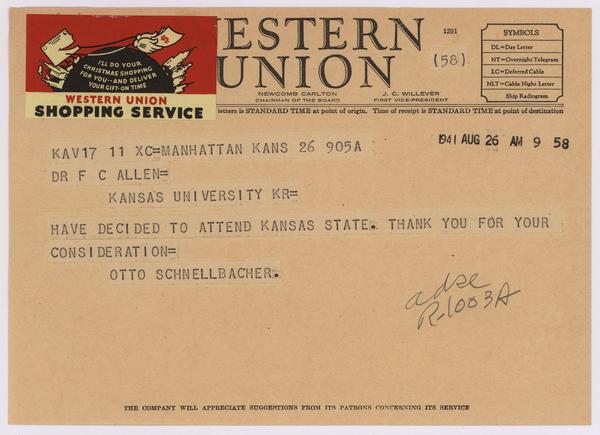 WESTERN
UNION
1201
(58)
SYMBOLS
DL=Day Letter
NT=Overnight Telegram
LC=Deferred Cable
NLT=Cable Night Letter
Ship Radiogram
I'LL DO YOUR
CHRISTMAS SHOPPING
FOR YOU--AND DELIVER
YOUR GIFT-ON TIME
WESTERN UNION
SHOPPING SERVICE
NEWCOMB CARLTON
CHAIRMAN OF THE BOARD
J. C. WILLEVER
FIRST VICE-PRESIDENT
letters is STANDARD TIME at point of origin. Time of receipt is STANDARD TIME at point of destination
KAV17 11 XC=MANHATTAN KANS 26 905A
1941 AUG 26 AM 9 58
DR F C ALLEN=
KANSAS UNIVERSITY KR=
HAVE DECIDED TO ATTEND KANSAS STATE. THANK YOU FOR YOUR
CONSIDERATION=
OTTO SCHNELLBACHER.
R-1003A
THE COMPANY WILL APPRECIATE SUGGESTIONS FROM ITS PATRONS CONCERNING ITS SERVICE